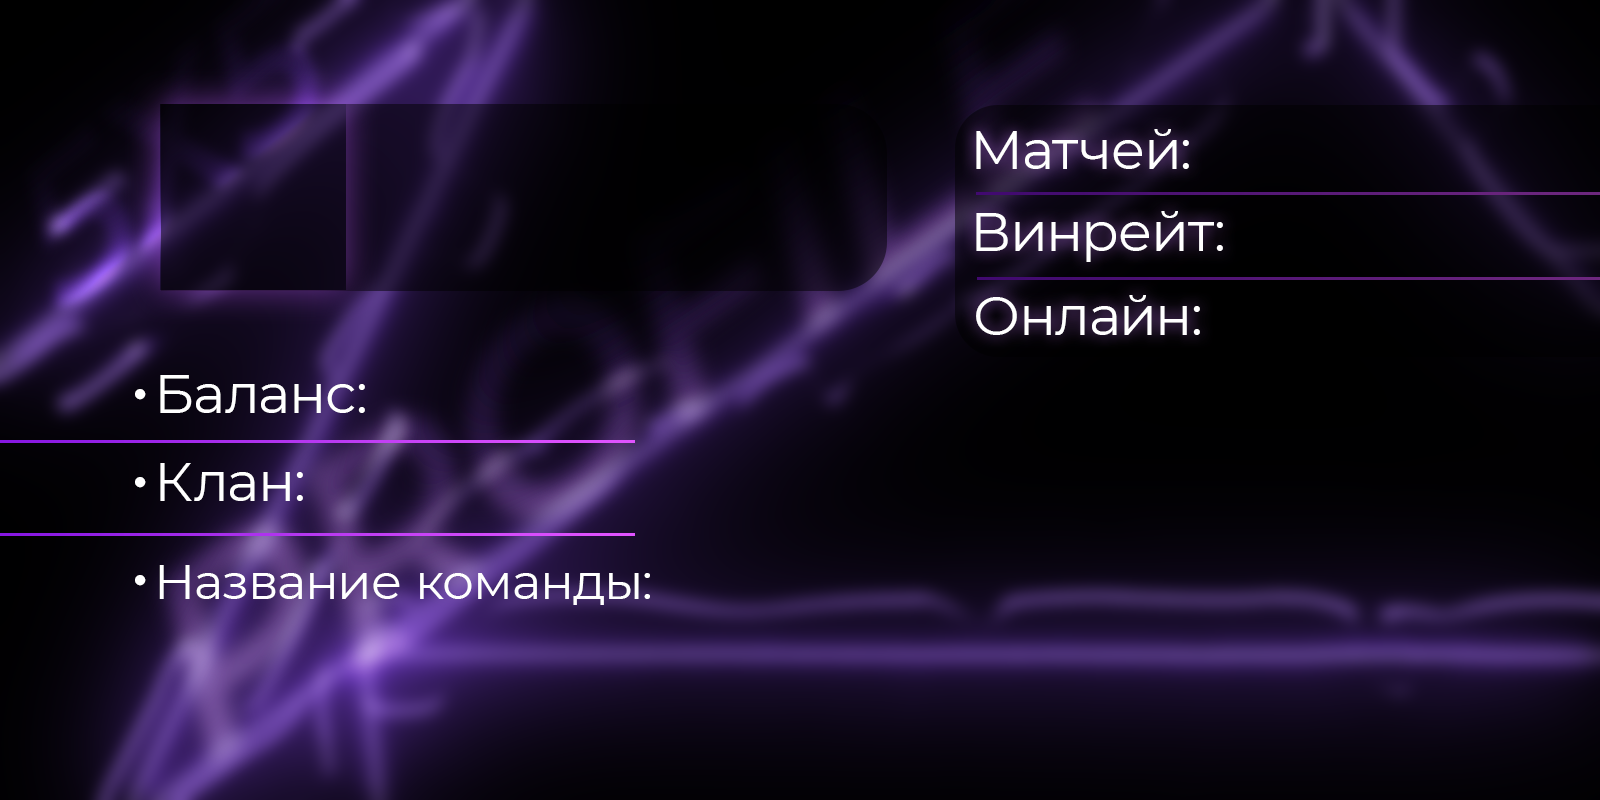 Матчей:
Винрейт:
Онлайн:
• Баланс:
• Клан:
• Название команды: